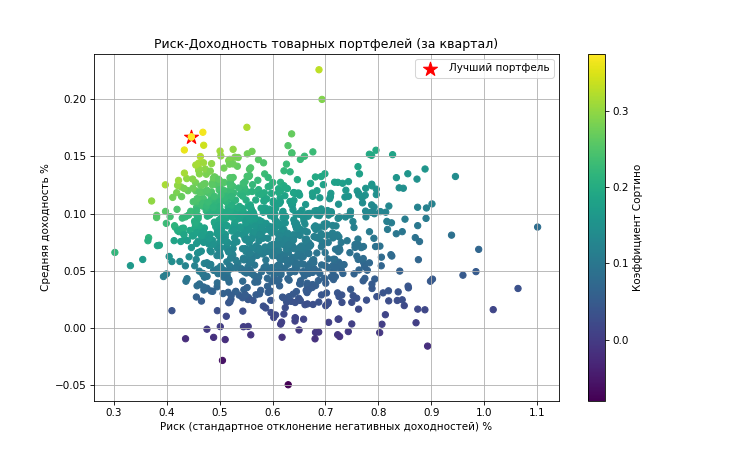 Риск-Доходность товарных портфелей (за квартал)
Лучший портфель
Средняя доходность %
0.20
0.15
0.10
0.05
0.00
−0.05
0.3 0.4 0.5 0.6 0.7 0.8 0.9 1.0 1.1
Риск (стандартное отклонение негативных доходностей) %
0.3
0.2
0.1
0.0
Коэффициент Сортино